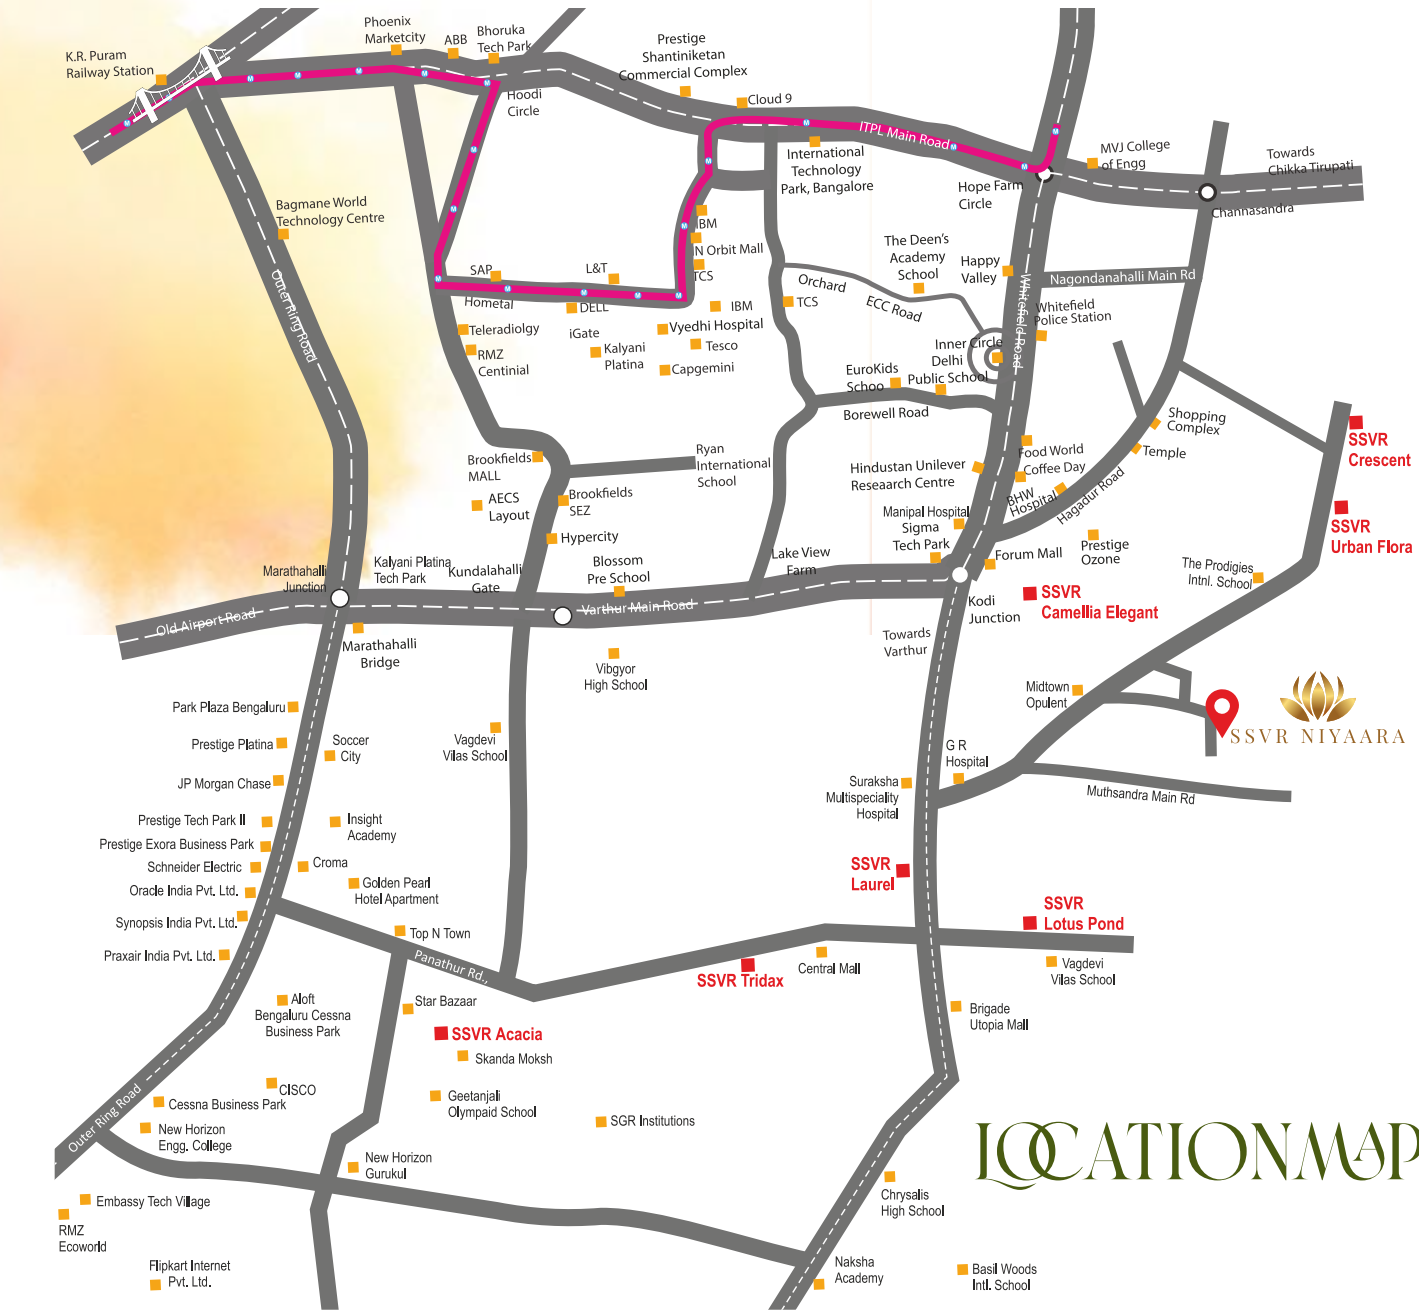 Phoenix
Marketcity
ABB
Bhoruka
Tech Park
K.R. Puram
Railway Station
Prestige
Shantiniketan
Commercial Complex
Cloud 9
Hoodi
Circle
ITPL Main Road
International
Technology
Park, Bangalore
MVJ College
of Engg
Towards
Chikka Tirupati
Hope Farm
Circle
Channasandra
Bagmane World
Technology Centre
Outer Ring Road
IBM
N Orbit Mall
TCS
SAP
L&T
Hometal
DELL
IBM
TCS
Orchard
ECC Road
The Deen's
Academy
School
Happy
Valley
Nagondanahalli Main Rd
Whitefield
Police Station
Whitefield Road
Teleradiolgy
iGate
Vyedhi Hospital
Tesco
RMZ
Centinial
Kalyani
Platina
Capgemini
Inner Circle
Delhi
Public School
EuroKids
Schoo
Borewell Road
Shopping
Complex
Temple
SSVR
Crescent
Brookfields
MALL
Ryan
International
School
Hindustan Unilever
Reseaarch Centre
Food World
Coffee Day
BHW
Hospital
Hagadur Road
AECS
Layout
Brookfields
SEZ
Manipal Hospital
Sigma
Tech Park
SSVR
Urban Flora
Hypercity
Forum Mall
Prestige
Ozone
The Prodigies
Intnl. School
Marathahalli
Junction
Kalyani Platina
Tech Park
Kundalahalli
Gate
Blossom
Pre School
Lake View
Farm
SSVR
Camellia Elegant
Kodi
Junction
Old Airport Road
Varthur Main Road
Towards
Varthur
Marathahalli
Bridge
Vibgyor
High School
Midtown
Opulent
SSVR NIYAARA
Park Plaza Bengaluru
Prestige Platina
Soccer
City
Vagdevi
Vilas School
G R
Hospital
JP Morgan Chase
Suraksha
Multispeciality
Hospital
Muthsandra Main Rd
Prestige Tech Park II
Insight
Academy
Prestige Exora Business Park
Schneider Electric
Croma
SSVR
Laurel
Oracle India Pvt. Ltd.
Golden Pearl
Hotel Apartment
Synopsis India Pvt. Ltd.
Top N Town
SSVR
Lotus Pond
Praxair India Pvt. Ltd.
Panathur Rd.,
SSVR Tridax
Central Mall
Vagdevi
Vilas School
Aloft
Bengaluru Cessna
Business Park
Star Bazaar
Brigade
Utopia Mall
SSVR Acacia
Skanda Moksh
CISCO
Cessna Business Park
Geetanjali
Olympaid School
SGR Institutions
Outer Ring Road
New Horizon
Engg. College
LOCATION MAP
New Horizon
Gurukul
Embassy Tech Village
Chrysalis
High School
RMZ
Ecoworld
Flipkart Internet
Pvt. Ltd.
Naksha
Academy
Basil Woods
Intl. School